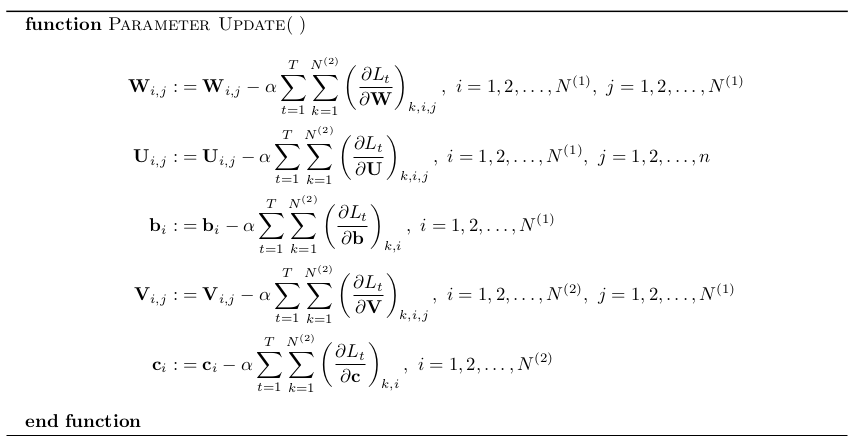 function PARAMETER UPDATE( )
$\mathbf{W}_{i,j} := \mathbf{W}_{i,j} - \alpha \sum_{t=1}^{T} \sum_{k=1}^{N^{(2)}} \left( \frac{\partial L_t}{\partial \mathbf{W}} \right)_{k,i,j}, \ i = 1, 2, \ldots, N^{(1)}, \ j = 1, 2, \ldots, N^{(1)}$
$\mathbf{U}_{i,j} := \mathbf{U}_{i,j} - \alpha \sum_{t=1}^{T} \sum_{k=1}^{N^{(2)}} \left( \frac{\partial L_t}{\partial \mathbf{U}} \right)_{k,i,j}, \ i = 1, 2, \ldots, N^{(1)}, \ j = 1, 2, \ldots, n$
$\mathbf{b}_{i} := \mathbf{b}_{i} - \alpha \sum_{t=1}^{T} \sum_{k=1}^{N^{(2)}} \left( \frac{\partial L_t}{\partial \mathbf{b}} \right)_{k,i}, \ i = 1, 2, \ldots, N^{(1)}$
$\mathbf{V}_{i,j} := \mathbf{V}_{i,j} - \alpha \sum_{t=1}^{T} \sum_{k=1}^{N^{(2)}} \left( \frac{\partial L_t}{\partial \mathbf{V}} \right)_{k,i,j}, \ i = 1, 2, \ldots, N^{(2)}, \ j = 1, 2, \ldots, N^{(1)}$
$\mathbf{c}_{i} := \mathbf{c}_{i} - \alpha \sum_{t=1}^{T} \sum_{k=1}^{N^{(2)}} \left( \frac{\partial L_t}{\partial \mathbf{c}} \right)_{k,i}, \ i = 1, 2, \ldots, N^{(2)}$
end function